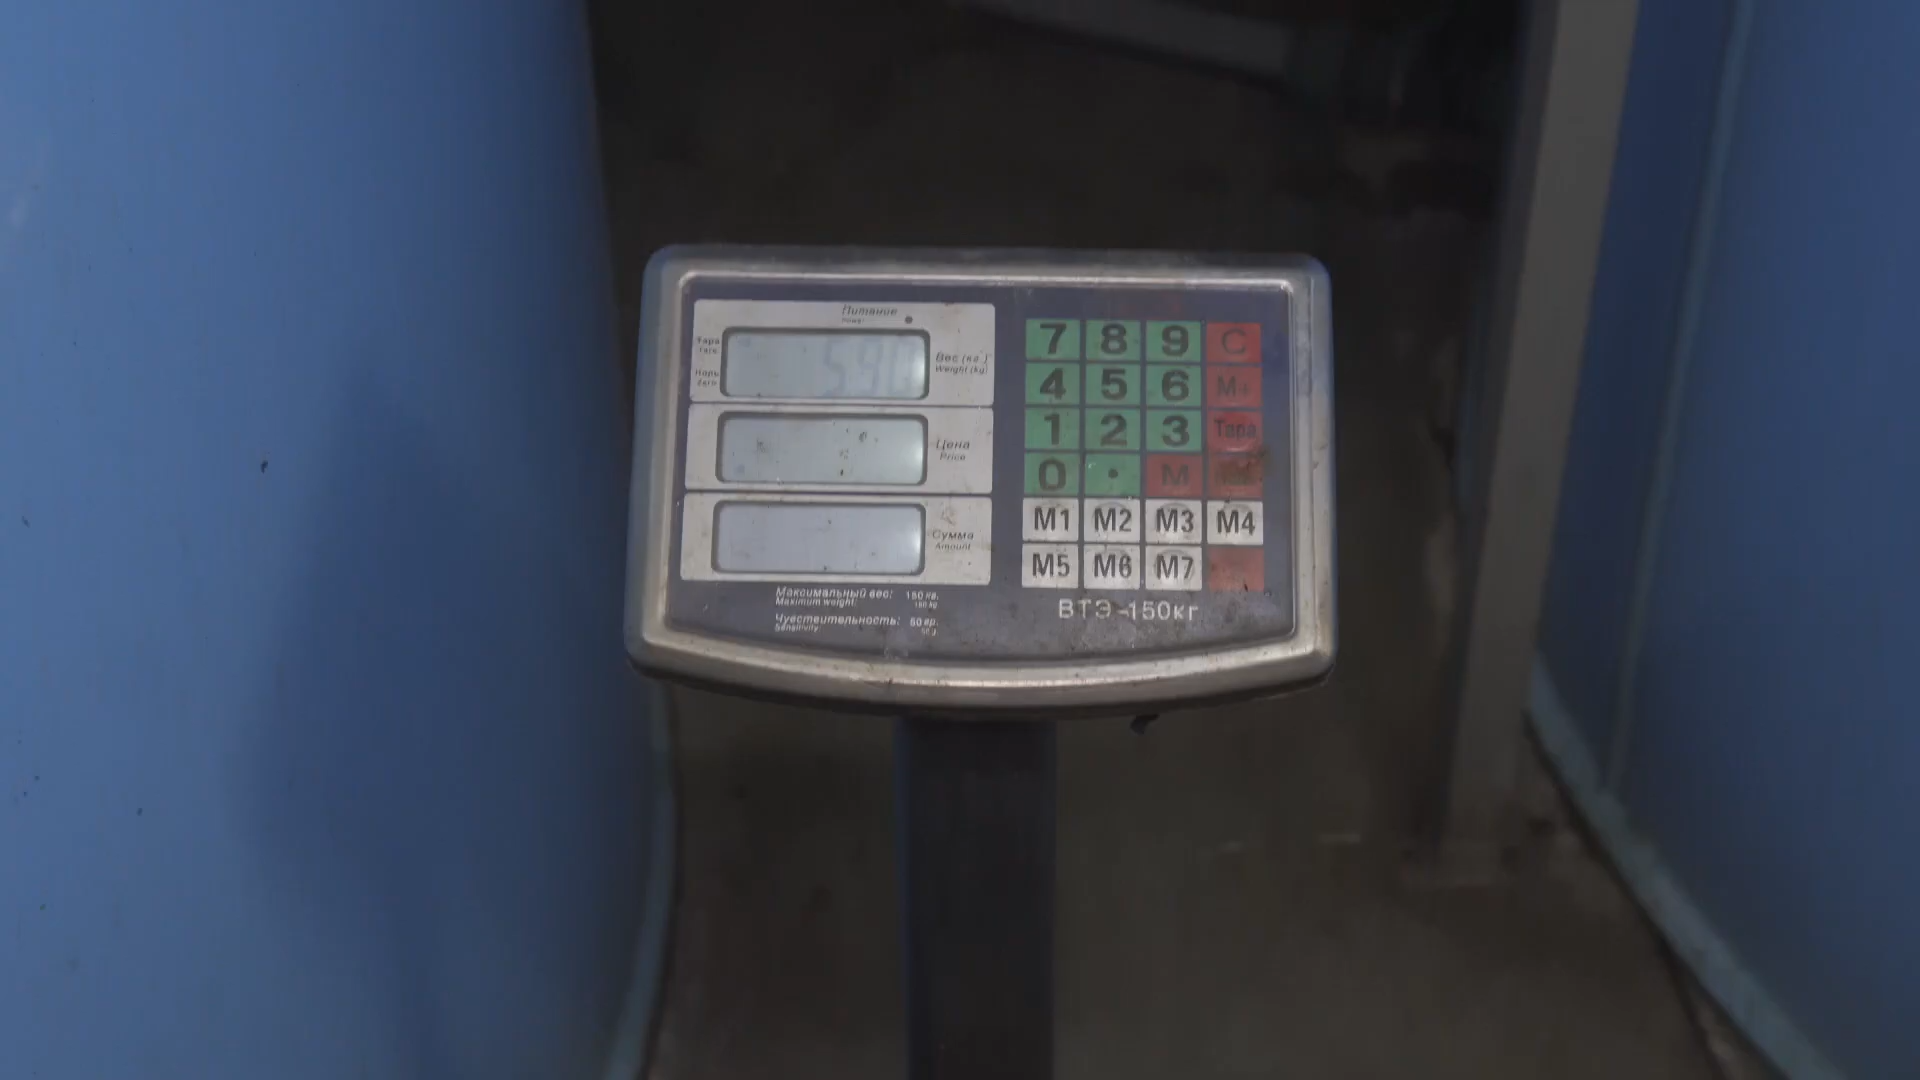 Питание
Power
Тара
Tare
Вес (кг)
Weight (kg)
Ноль
Zero
Цена
Price
Сумма
Amount
Максимальный вес: 150 кг.
Maximum weight: 150 kg
Чувствительность: 50 гр.
Sensitivity: 50 g.
7 8 9 C
4 5 6 M+
1 2 3 Тара
0 . M
M1 M2 M3 M4
M5 M6 M7
ВТЭ-150кг